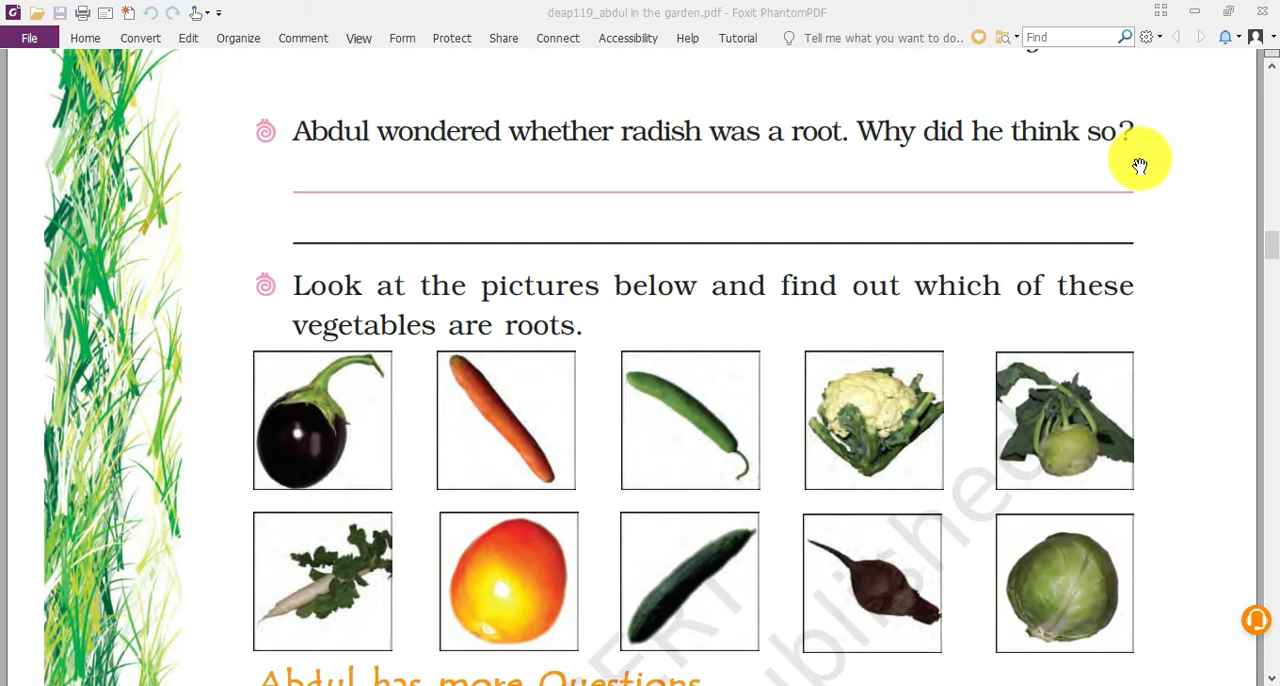 deap119_abdul in the garden.pdf - Foxit PhantomPDF
File Home Convert Edit Organize Comment View Form Protect Share Connect Accessibility Help Tutorial Tell me what you want to do.. Find
Abdul wondered whether radish was a root. Why did he think so?
Look at the pictures below and find out which of these
vegetables are roots.
Abdul has more Questions